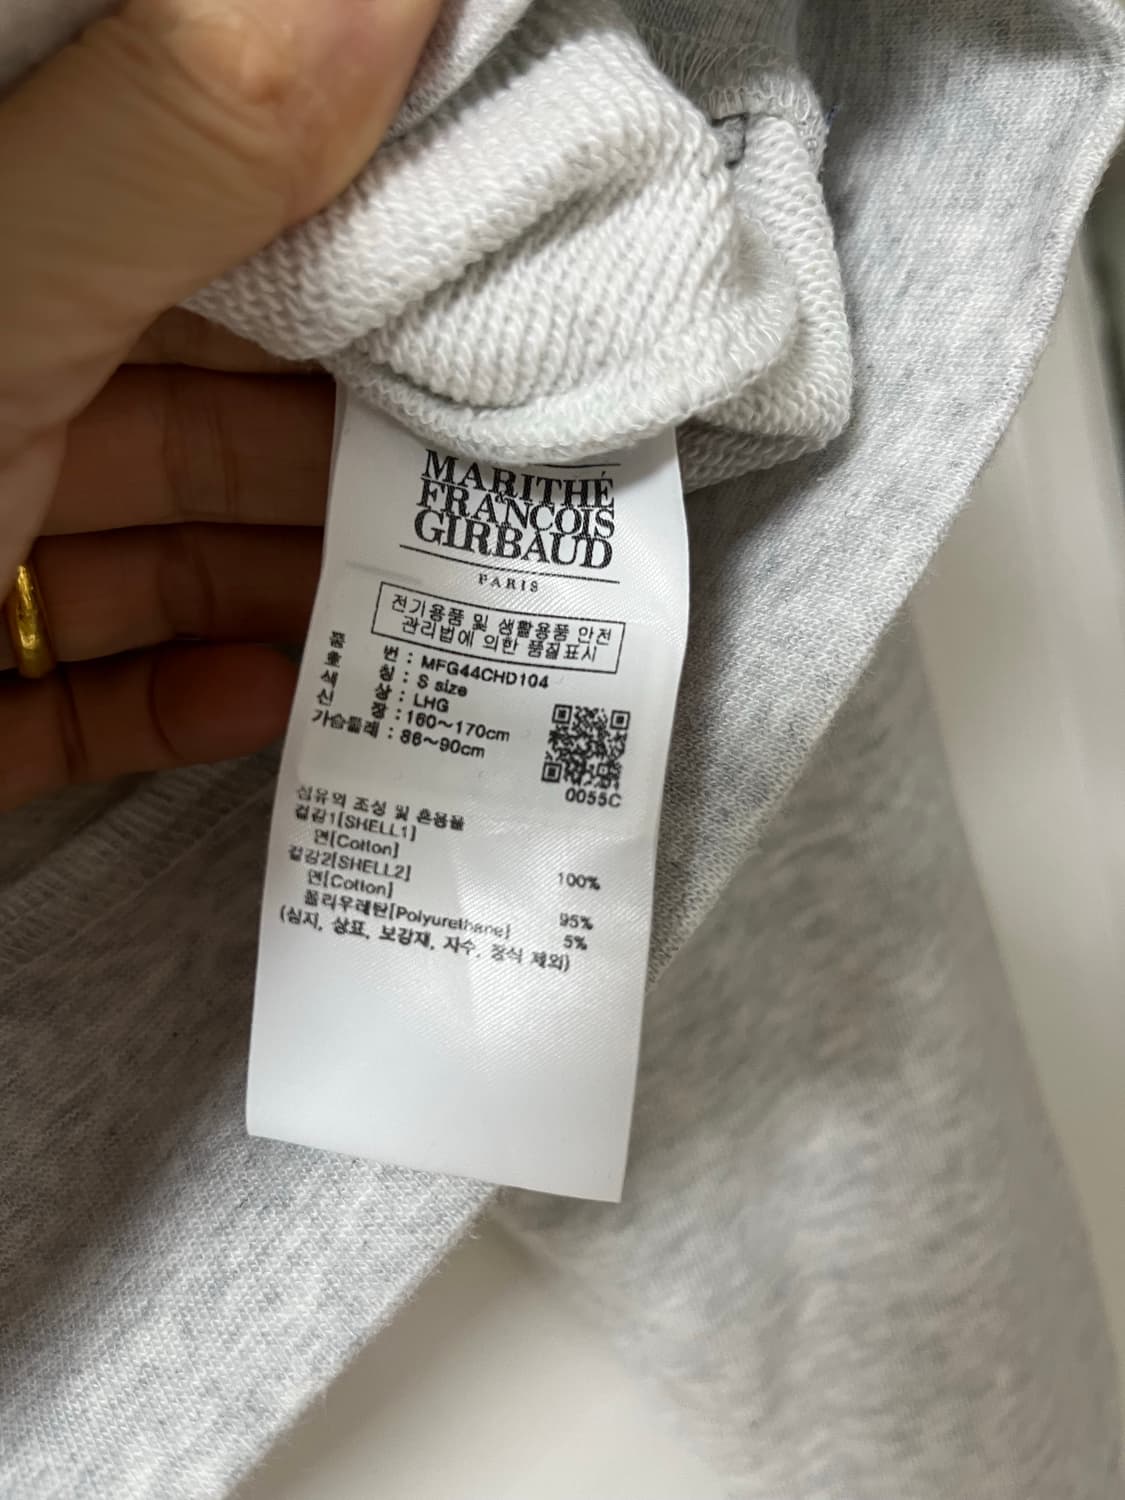 MARITHÉ
FRANÇOIS
&
GIRBAUD
PARIS
전기용품 및 생활용품 안전
관리법에 의한 품질표시
품 번 : MFG44CHD104
호 칭 : S size
색 상 : LHG
신 장 : 160~170cm
가슴둘레 : 86~90cm
0055C
섬유의 조성 및 혼용율
겉감1[SHELL1]
면[Cotton] 100%
겉감2[SHELL2]
면[Cotton] 95%
폴리우레탄[Polyurethane] 5%
(심지, 상표, 보강재, 자수, 장식 제외)